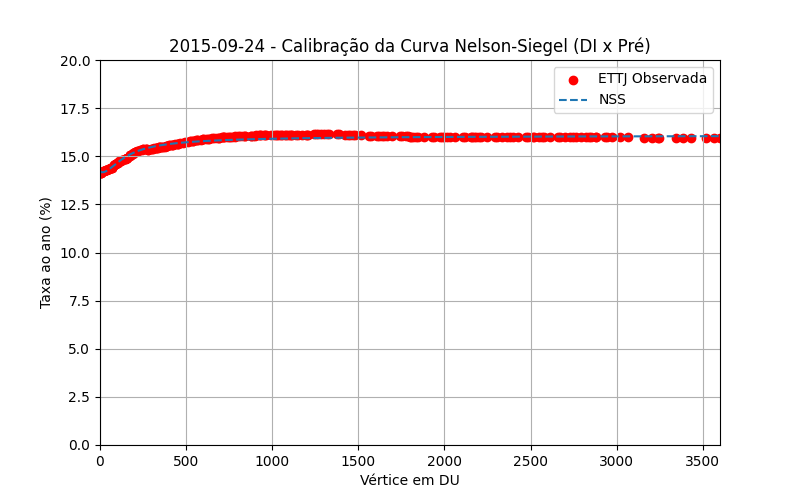 2015-09-24 - Calibração da Curva Nelson-Siegel (DI x Pré)
ETTJ Observada
NSS
Taxa ao ano (%)
20.0
17.5
15.0
12.5
10.0
7.5
5.0
2.5
0.0
0 500 1000 1500 2000 2500 3000 3500
Vértice em DU